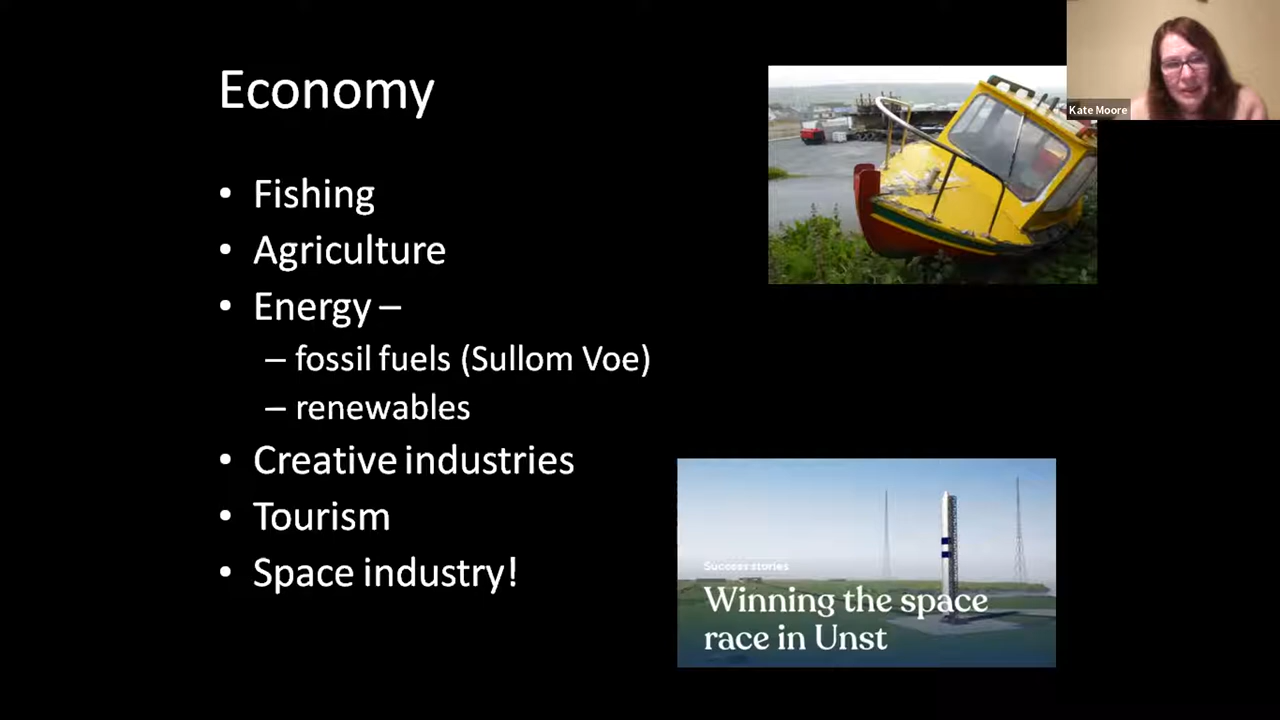 Economy
• Fishing
• Agriculture
• Energy –
– fossil fuels (Sullom Voe)
– renewables
• Creative industries
• Tourism
• Space industry!
Kate Moore
Success stories
Winning the space
race in Unst